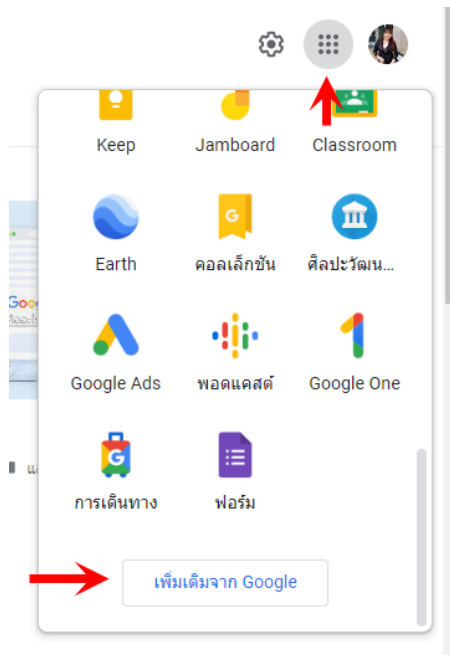 Keep
Jamboard
Classroom
Earth
คอลเล็กชัน
ศิลปะวัฒน...
G
Google Ads
พอดแคสต์
Google One
G
การเดินทาง
ฟอร์ม
เพิ่มเติมจาก Google